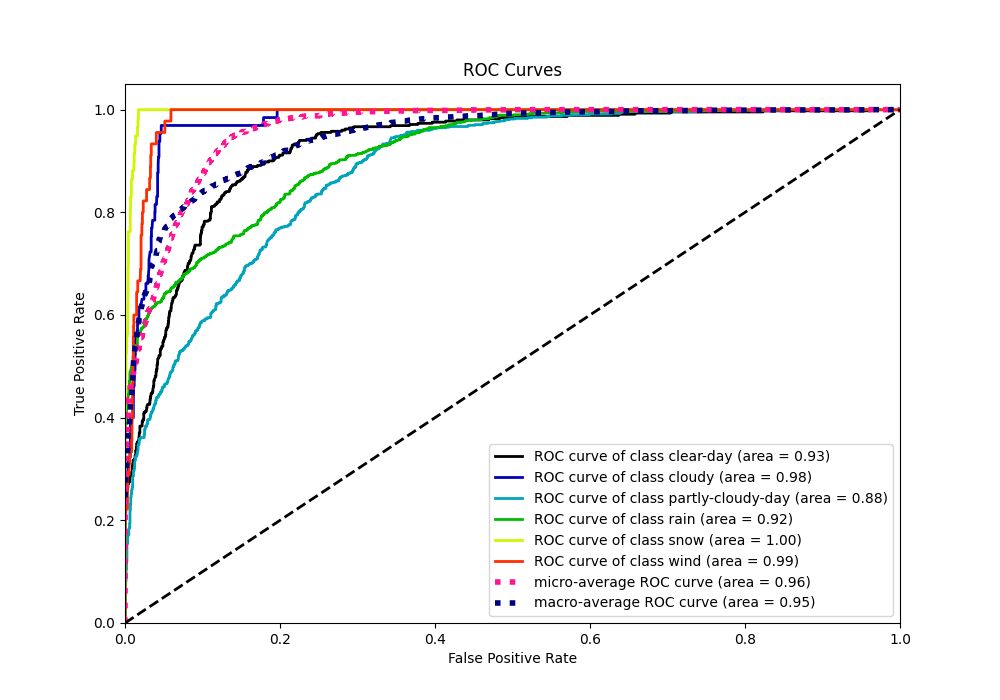 ROC Curves
True Positive Rate
1.0
0.8
0.6
0.4
0.2
0.0
ROC curve of class clear-day (area = 0.93)
ROC curve of class cloudy (area = 0.98)
ROC curve of class partly-cloudy-day (area = 0.88)
ROC curve of class rain (area = 0.92)
ROC curve of class snow (area = 1.00)
ROC curve of class wind (area = 0.99)
micro-average ROC curve (area = 0.96)
macro-average ROC curve (area = 0.95)
0.0 0.2 0.4 0.6 0.8 1.0
False Positive Rate